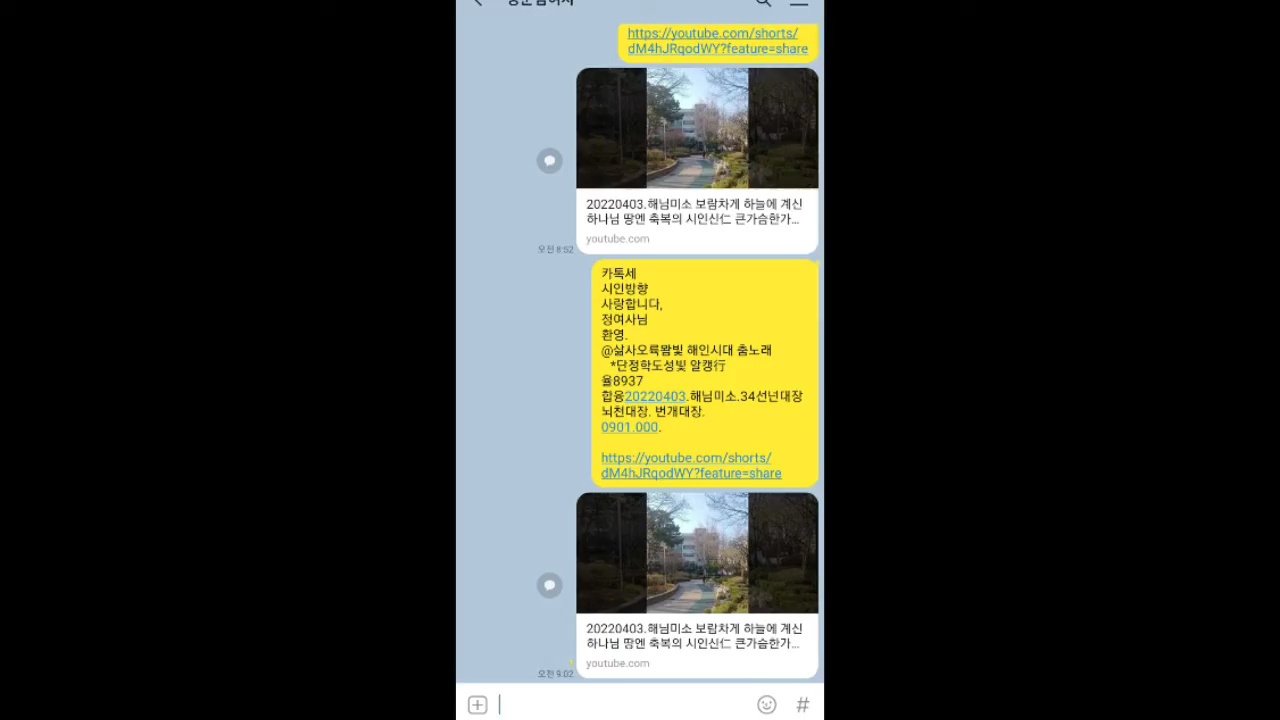 https://youtube.com/shorts/
dM4hJRqodWY?feature=share
20220403.해님미소 보람차게 하늘에 계신
하나님 땅엔 축복의 시인신仁 큰가슴한가...
youtube.com
오전 8:52
카톡세
시인방향
사랑합니다,
정여사님
환영.
@삶사오륙쫨빛 해인시대 춤노래
*단정학도성빛 알캥行
율8937
합융20220403.해님미소.34선넌대장
뇌천대장. 번개대장.
0901.000.
https://youtube.com/shorts/
dM4hJRqodWY?feature=share
20220403.해님미소 보람차게 하늘에 계신
하나님 땅엔 축복의 시인신仁 큰가슴한가...
youtube.com
오전 9:02
#